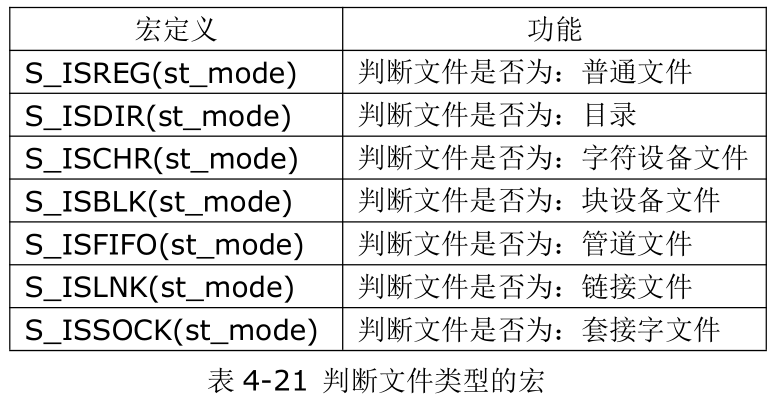 宏定义 功能
S_ISREG(st_mode) 判断文件是否为：普通文件
S_ISDIR(st_mode) 判断文件是否为：目录
S_ISCHR(st_mode) 判断文件是否为：字符设备文件
S_ISBLK(st_mode) 判断文件是否为：块设备文件
S_ISFIFO(st_mode) 判断文件是否为：管道文件
S_ISLNK(st_mode) 判断文件是否为：链接文件
S_ISSOCK(st_mode) 判断文件是否为：套接字文件
表 4-21 判断文件类型的宏